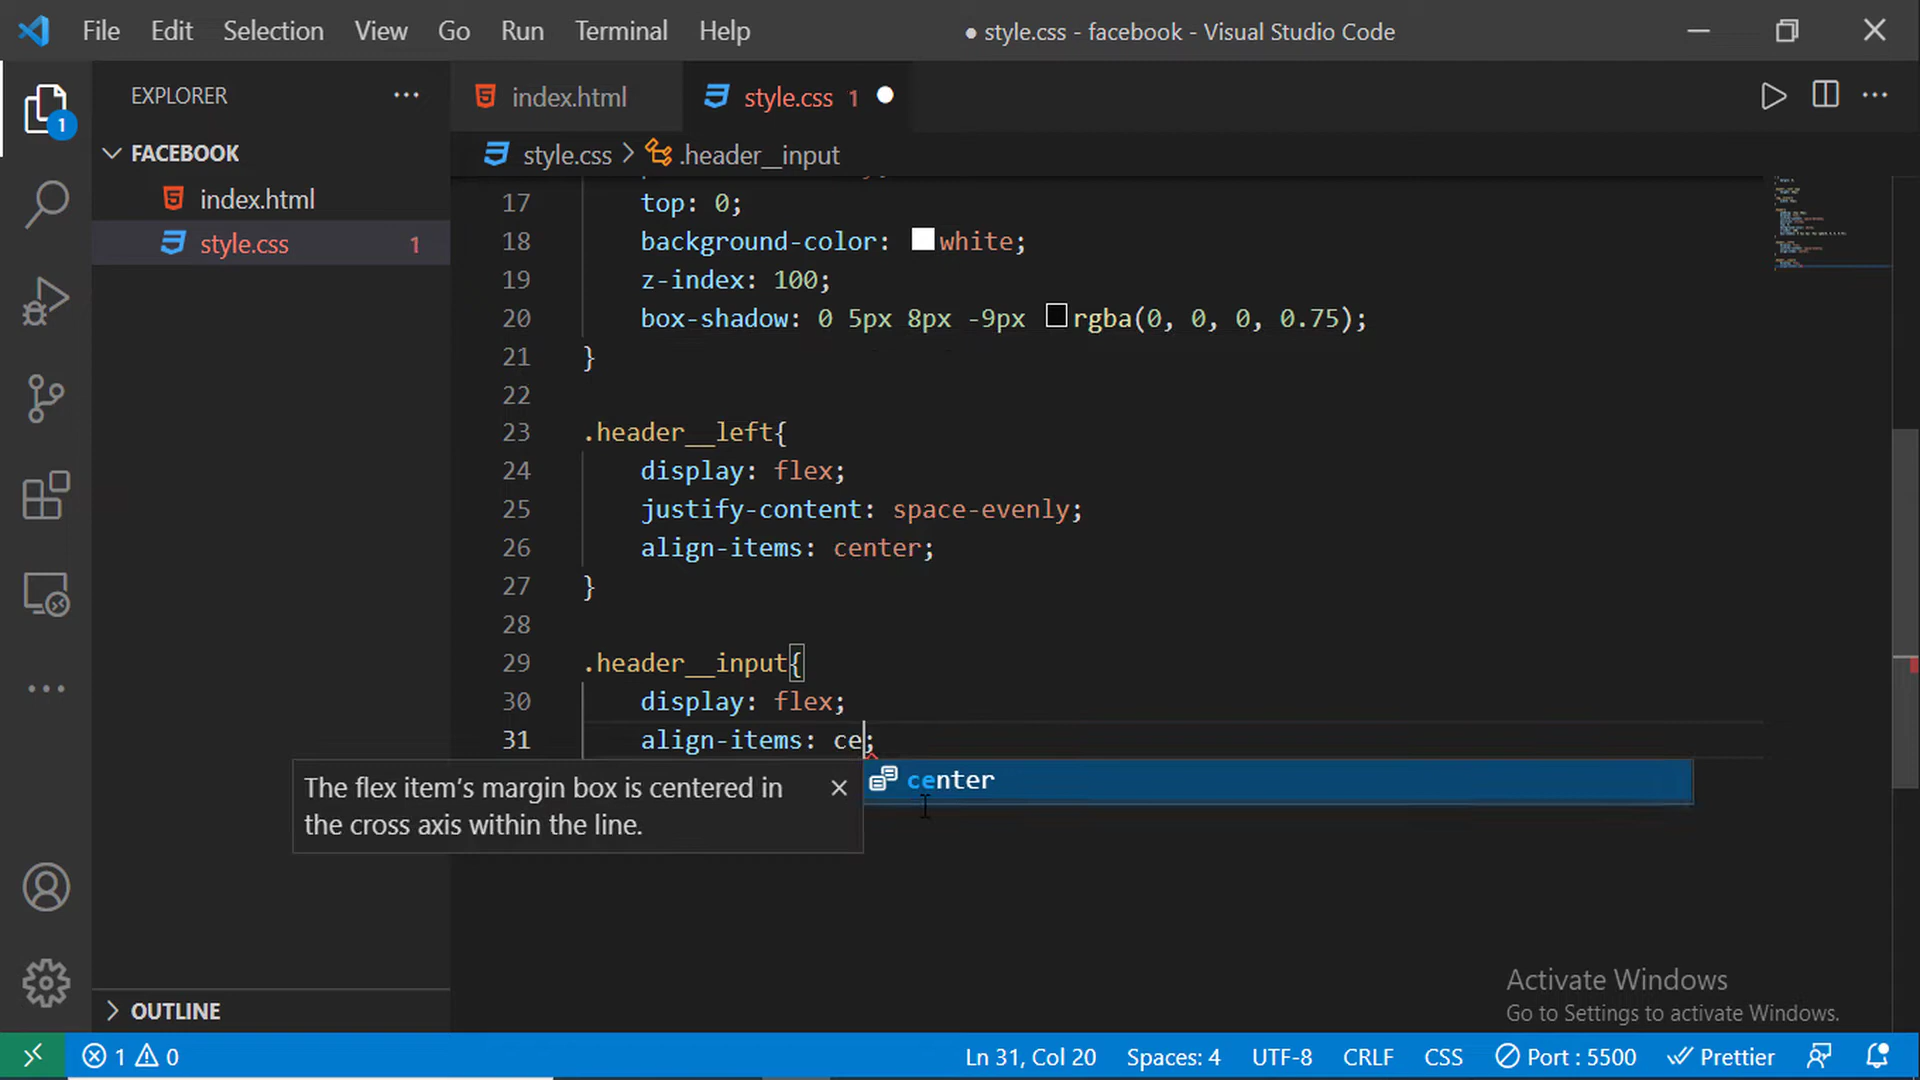 File Edit Selection View Go Run Terminal Help
● style.css - facebook - Visual Studio Code
EXPLORER
index.html
style.css 1
style.css > .header__input
1
FACEBOOK
index.html
style.css 1
17 top: 0;
18 background-color: white;
19 z-index: 100;
20 box-shadow: 0 5px 8px -9px rgba(0, 0, 0, 0.75);
21 }
22
23 .header__left{
24 display: flex;
25 justify-content: space-evenly;
26 align-items: center;
27 }
28
29 .header__input{
30 display: flex;
31 align-items: ce;
center
The flex item's margin box is centered in
the cross axis within the line.
OUTLINE
Activate Windows
Go to Settings to activate Windows.
1 0
Ln 31, Col 20 Spaces: 4 UTF-8 CRLF CSS Port : 5500 Prettier